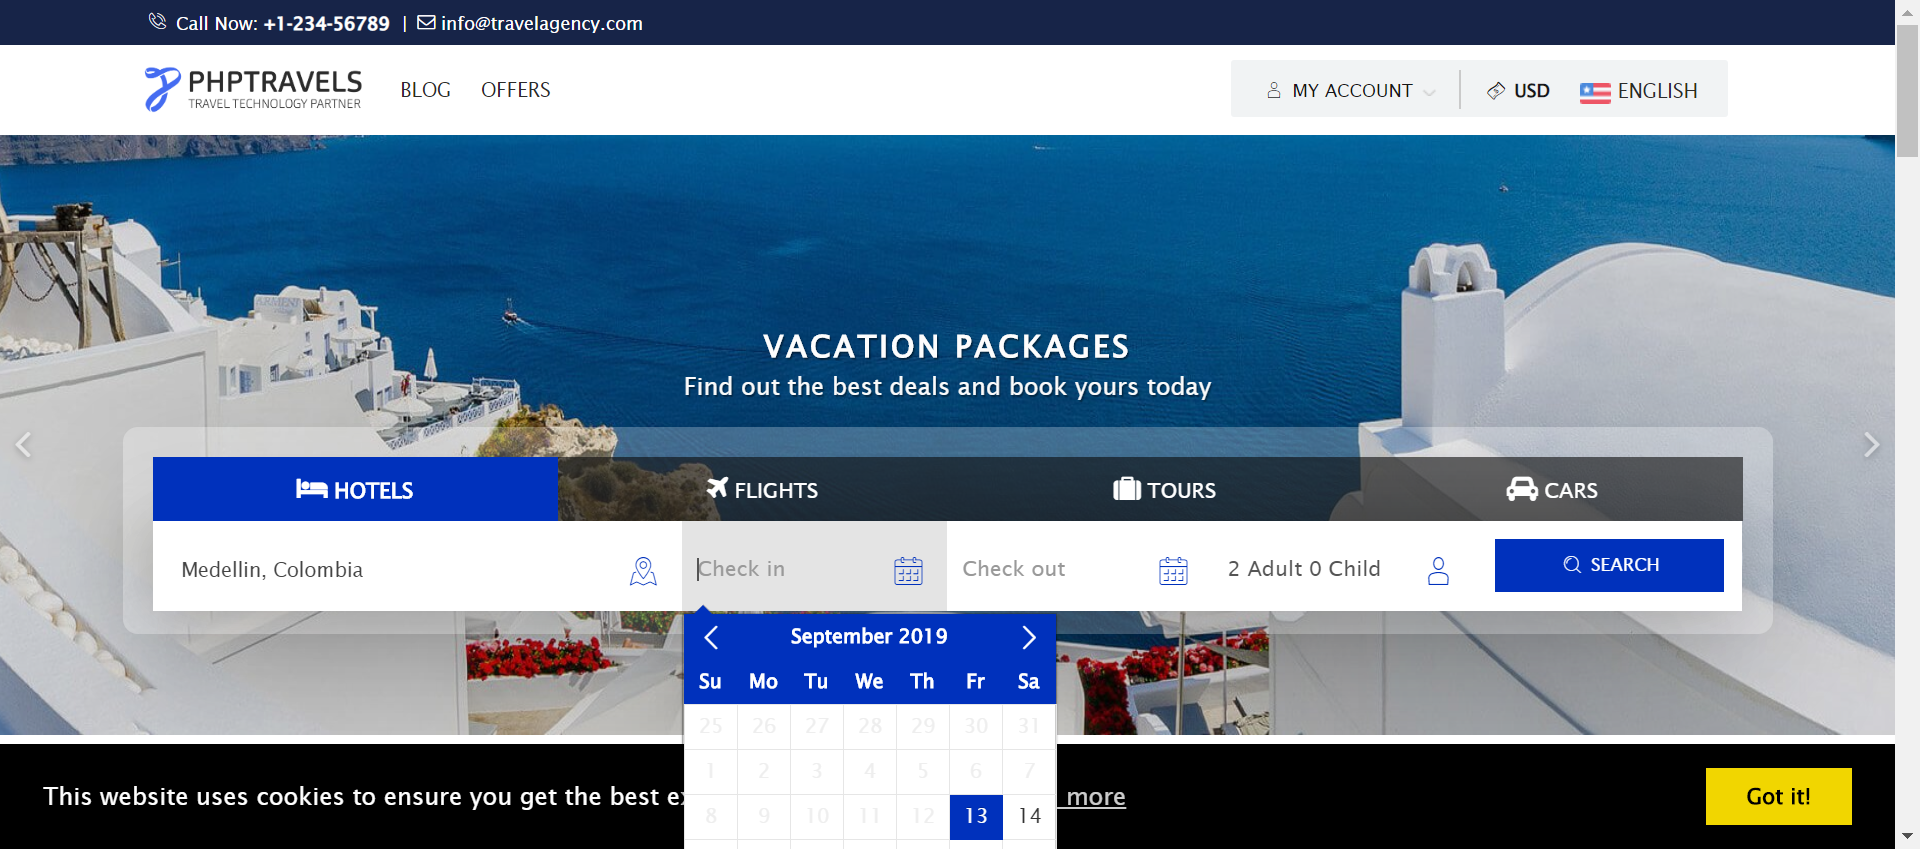 Call Now: +1-234-56789 | info@travelagency.com
PHPTRAVELS
TRAVEL TECHNOLOGY PARTNER
BLOG OFFERS
MY ACCOUNT USD ENGLISH
VACATION PACKAGES
Find out the best deals and book yours today
HOTELS FLIGHTS TOURS CARS
Medellin, Colombia Check in Check out 2 Adult 0 Child SEARCH
September 2019
Su Mo Tu We Th Fr Sa
25 26 27 28 29 30 31
1 2 3 4 5 6 7
8 9 10 11 12 13 14
This website uses cookies to ensure you get the best more
Got it!